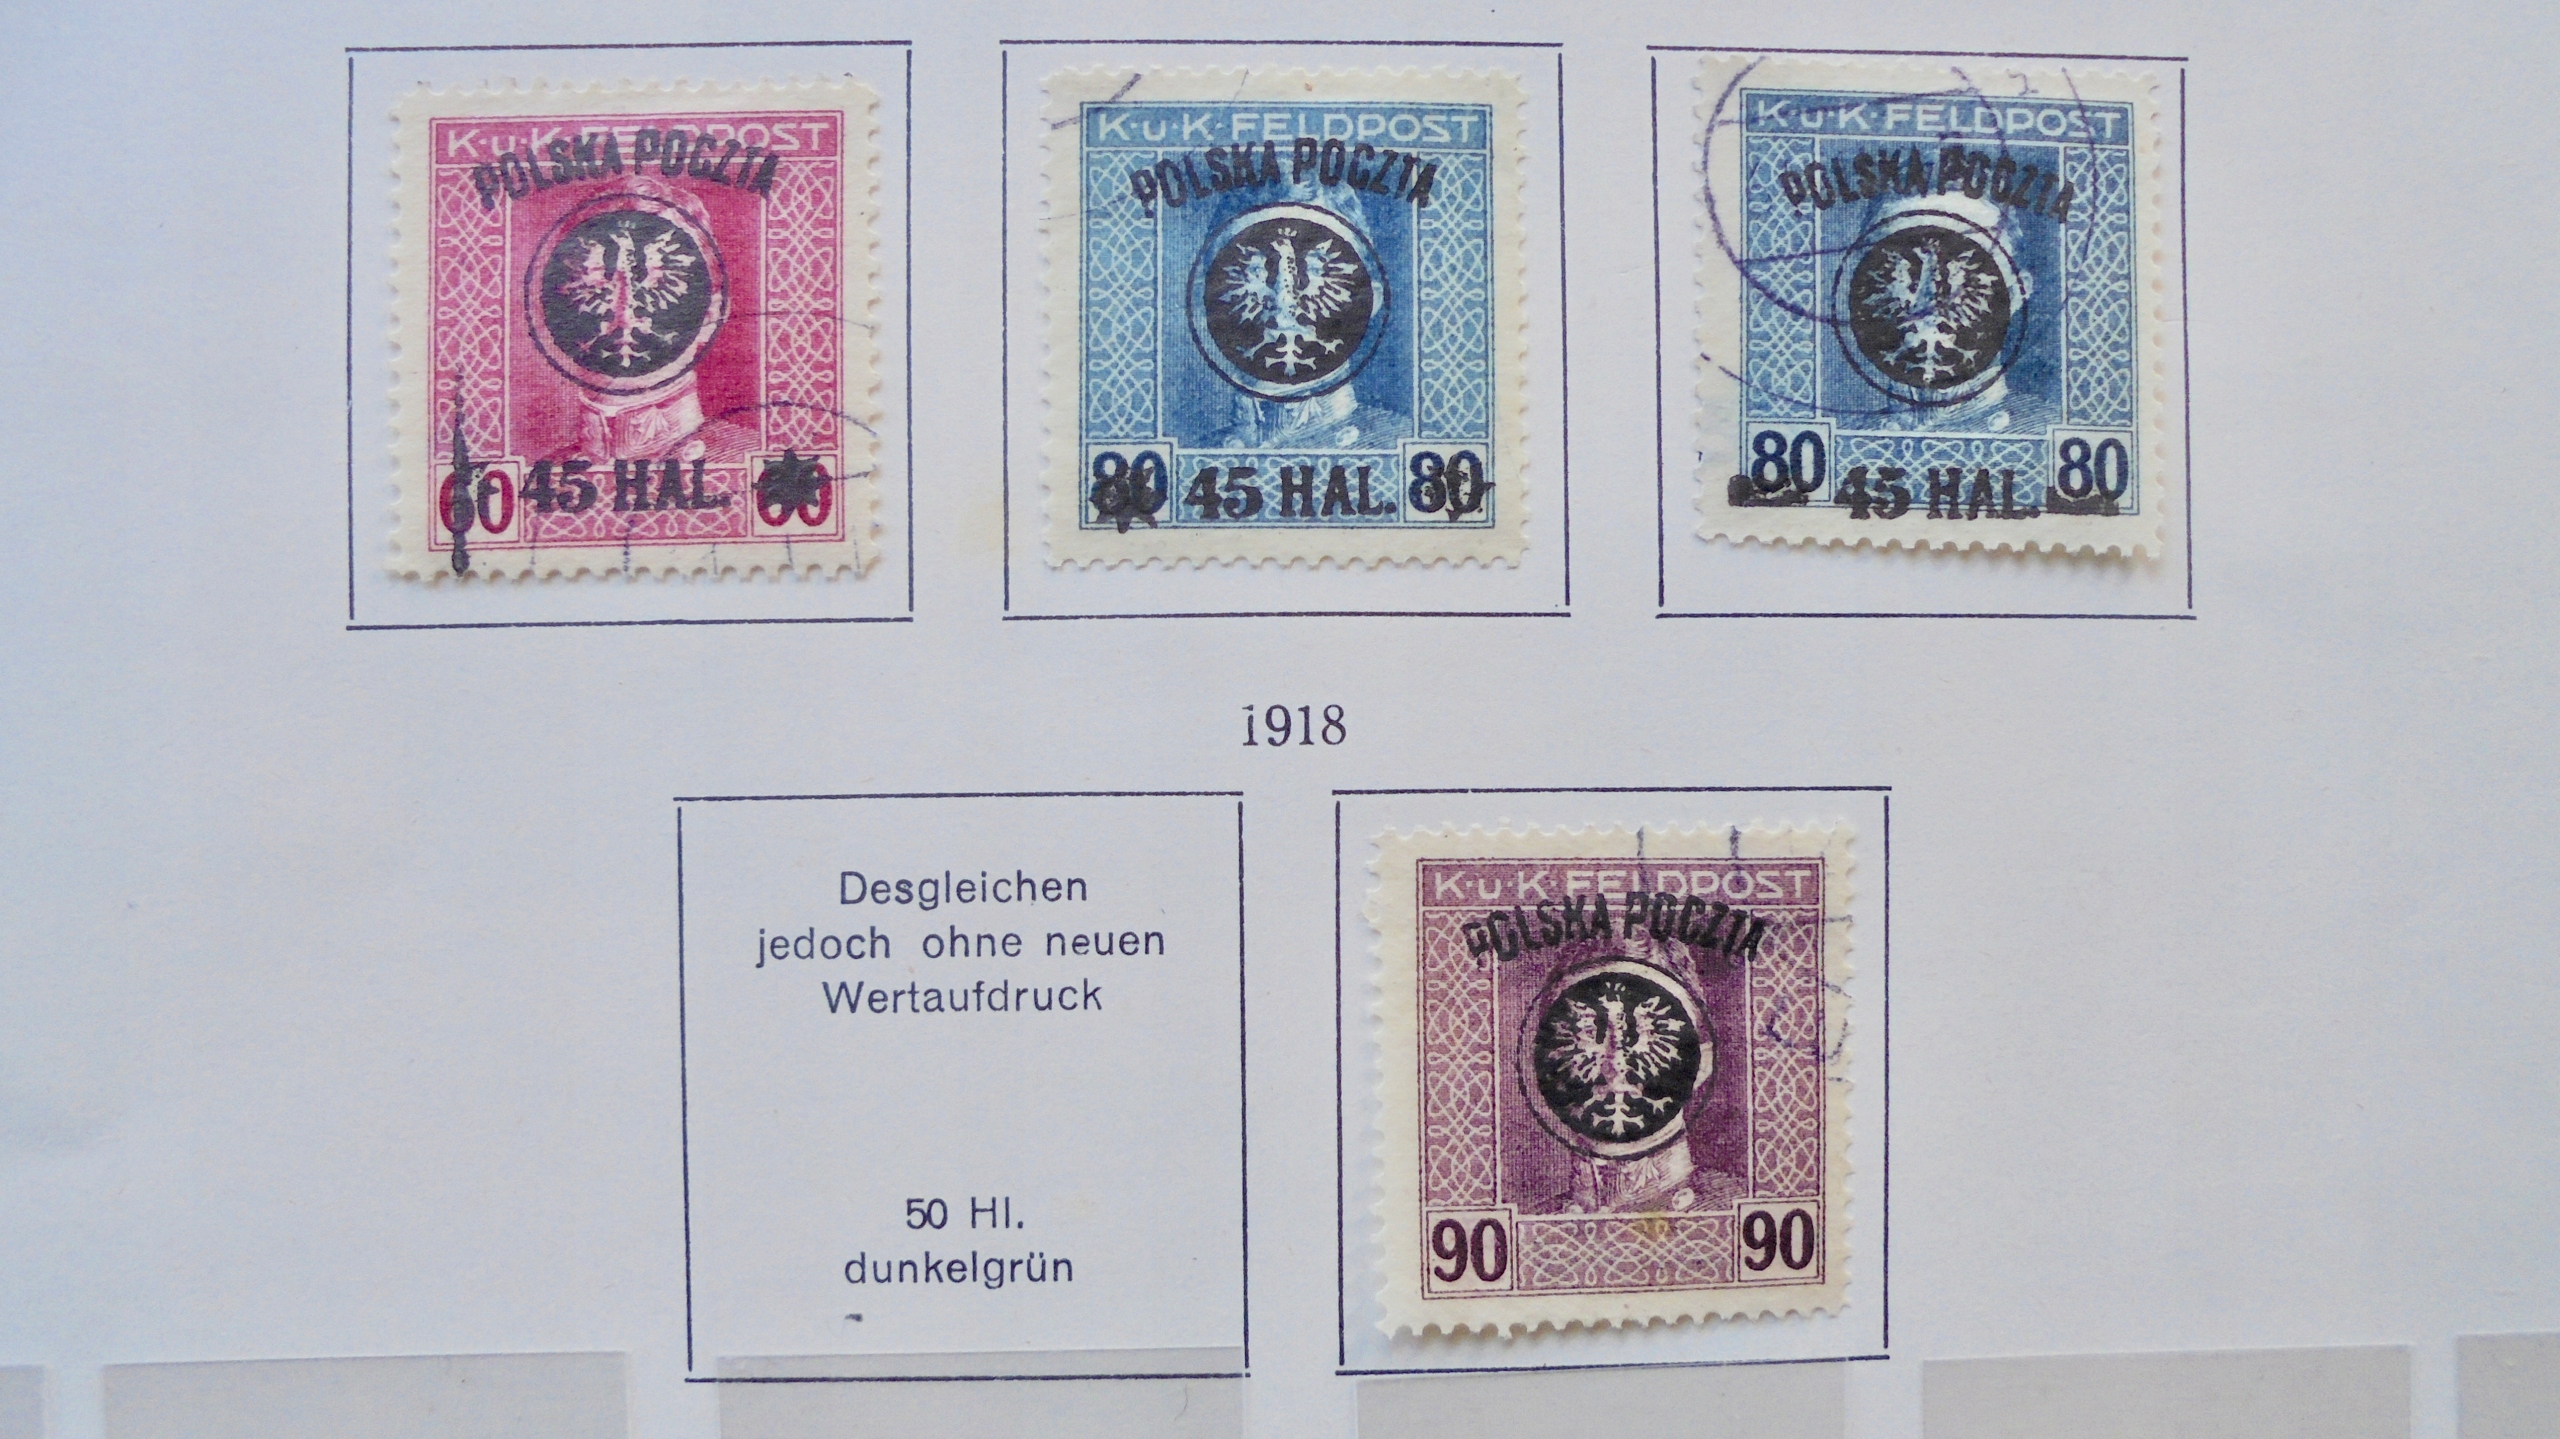 K·u·K·FELDPOST
POLSKA POCZTA
60 45 HAL. 60
K·u·K·FELDPOST
POLSKA POCZTA
80 45 HAL. 80
K·u·K·FELDPOST
POLSKA POCZTA
80 45 HAL. 80
1918
Desgleichen
jedoch ohne neuen
Wertaufdruck
50 Hl.
dunkelgrün
K·u·K·FELDPOST
POLSKA POCZTA
90 90